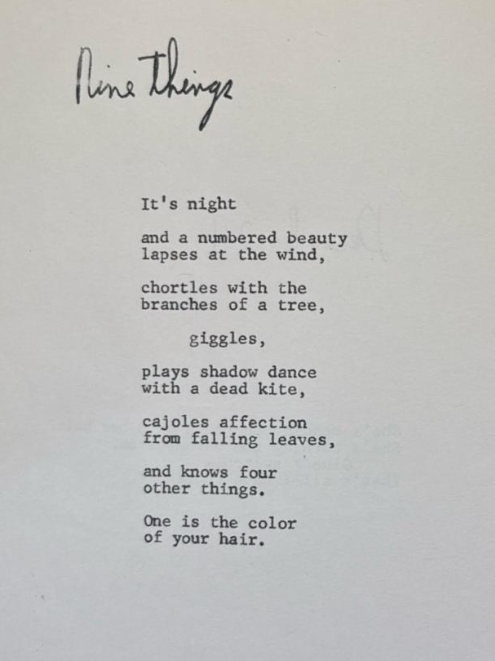 Nine Things
It's night
and a numbered beauty
lapses at the wind,
chortles with the
branches of a tree,
giggles,
plays shadow dance
with a dead kite,
cajoles affection
from falling leaves,
and knows four
other things.
One is the color
of your hair.